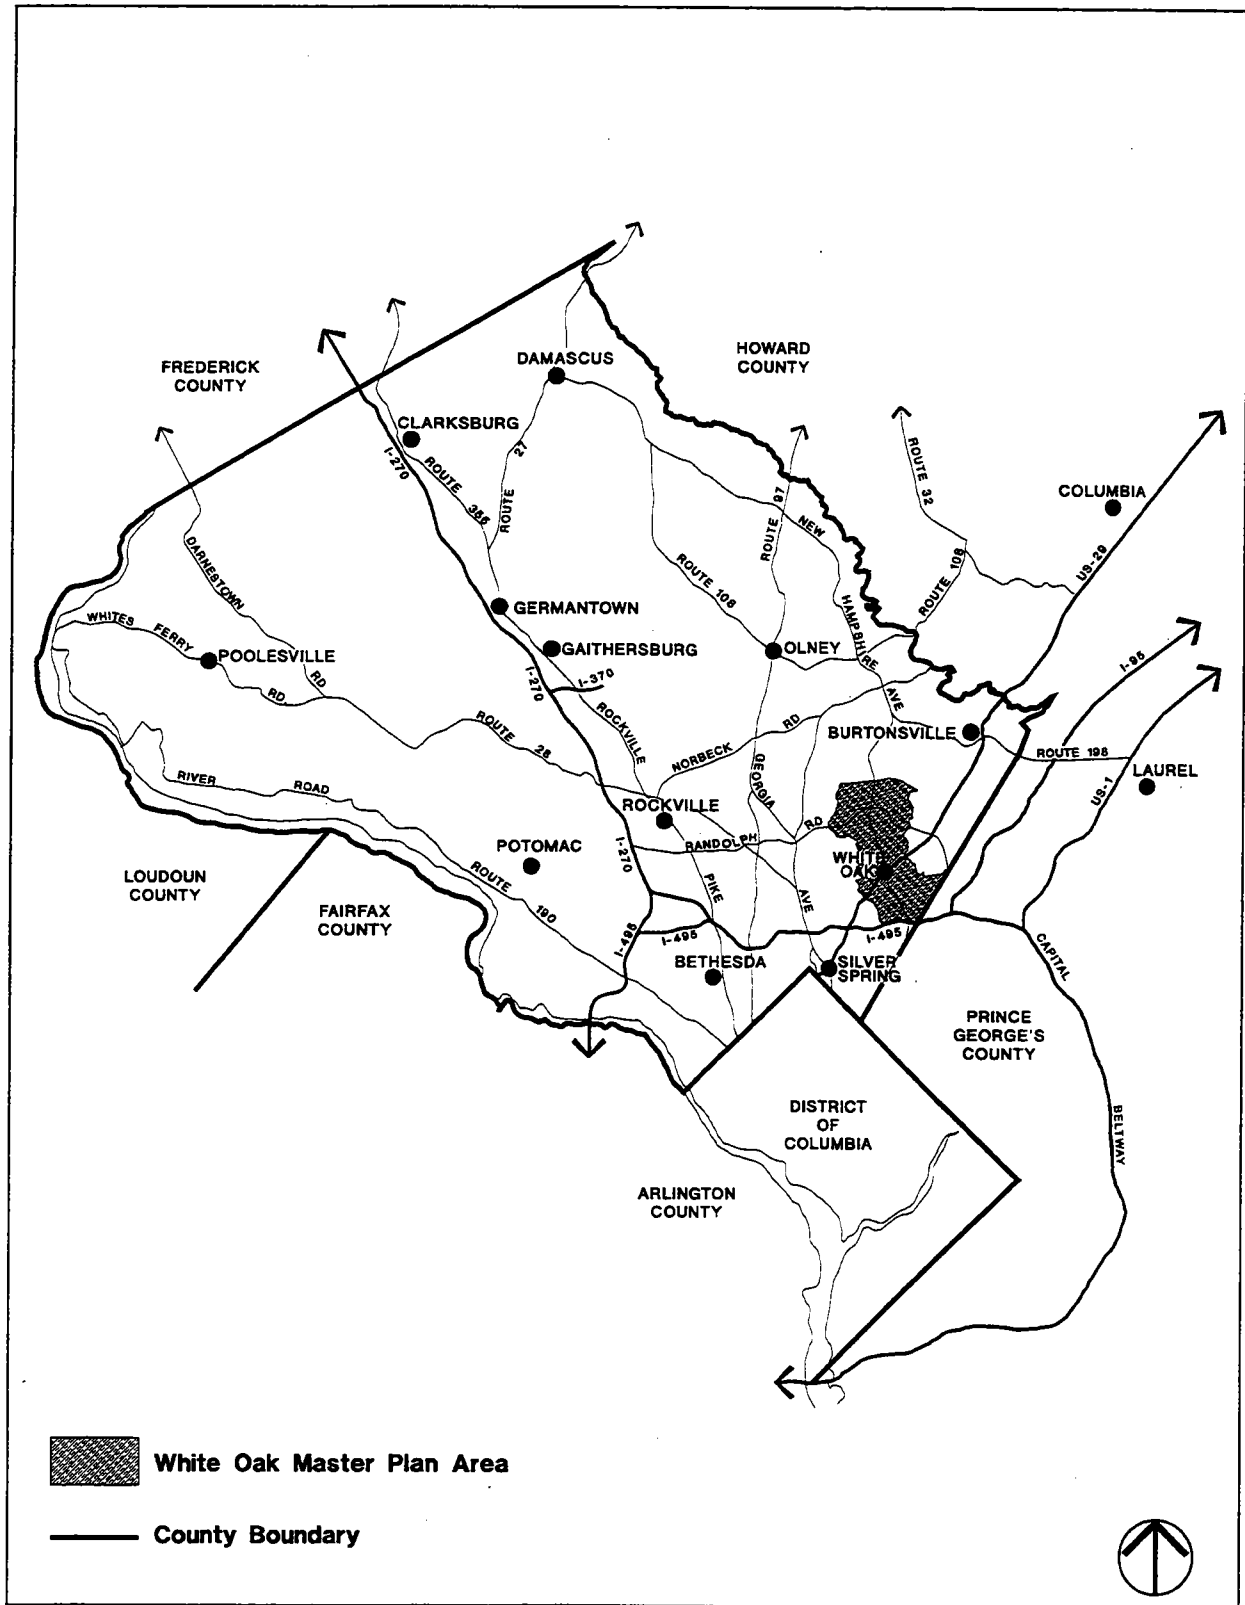 FREDERICK
COUNTY
DAMASCUS
HOWARD
COUNTY
CLARKSBURG
I-270
ROUTE 355
ROUTE 27
ROUTE 97
NEW HAMPSHIRE AVE
ROUTE 32
COLUMBIA
US-29
ROUTE 108
ROUTE 108
DARNESTOWN RD
WHITES FERRY RD.
POOLESVILLE
GERMANTOWN
GAITHERSBURG
OLNEY
I-95
I-270
I-370
ROCKVILLE PIKE
ROUTE 28
NORBECK RD
GEORGIA AVE
BURTONSVILLE
ROUTE 198
US-1
LAUREL
RIVER ROAD
ROCKVILLE
RANDOLPH RD
POTOMAC
I-270
WHITE
OAK
LOUDOUN
COUNTY
FAIRFAX
COUNTY
ROUTE 190
I-495
I-495
I-495
BETHESDA
SILVER
SPRING
CAPITAL BELTWAY
PRINCE
GEORGE'S
COUNTY
DISTRICT
OF
COLUMBIA
ARLINGTON
COUNTY
White Oak Master Plan Area
County Boundary